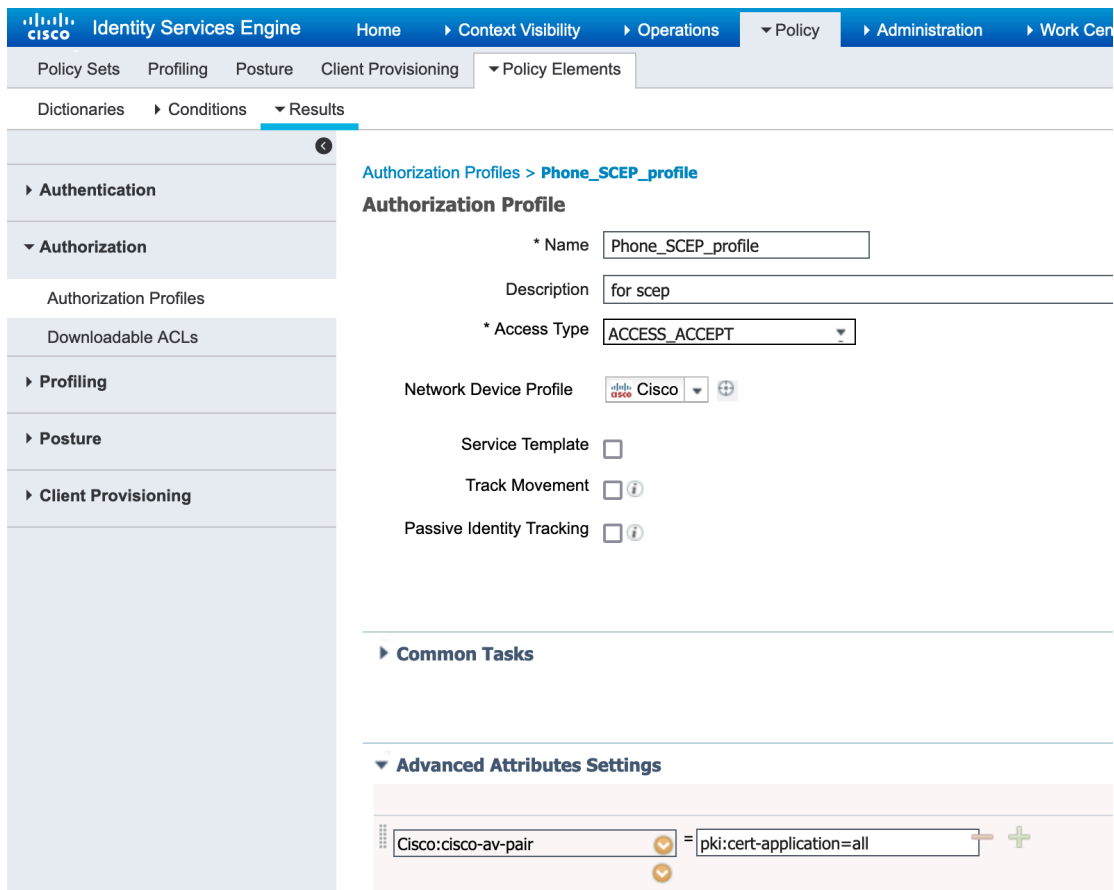 cisco Identity Services Engine Home Context Visibility Operations Policy Administration Work Cen
Policy Sets Profiling Posture Client Provisioning Policy Elements
Dictionaries Conditions Results
Authentication
Authorization
Authorization Profiles
Downloadable ACLs
Profiling
Posture
Client Provisioning
Authorization Profiles > Phone_SCEP_profile
Authorization Profile
* Name Phone_SCEP_profile
Description for scep
* Access Type ACCESS_ACCEPT
Network Device Profile cisco Cisco
Service Template
Track Movement i
Passive Identity Tracking i
Common Tasks
Advanced Attributes Settings
Cisco:cisco-av-pair = pki:cert-application=all